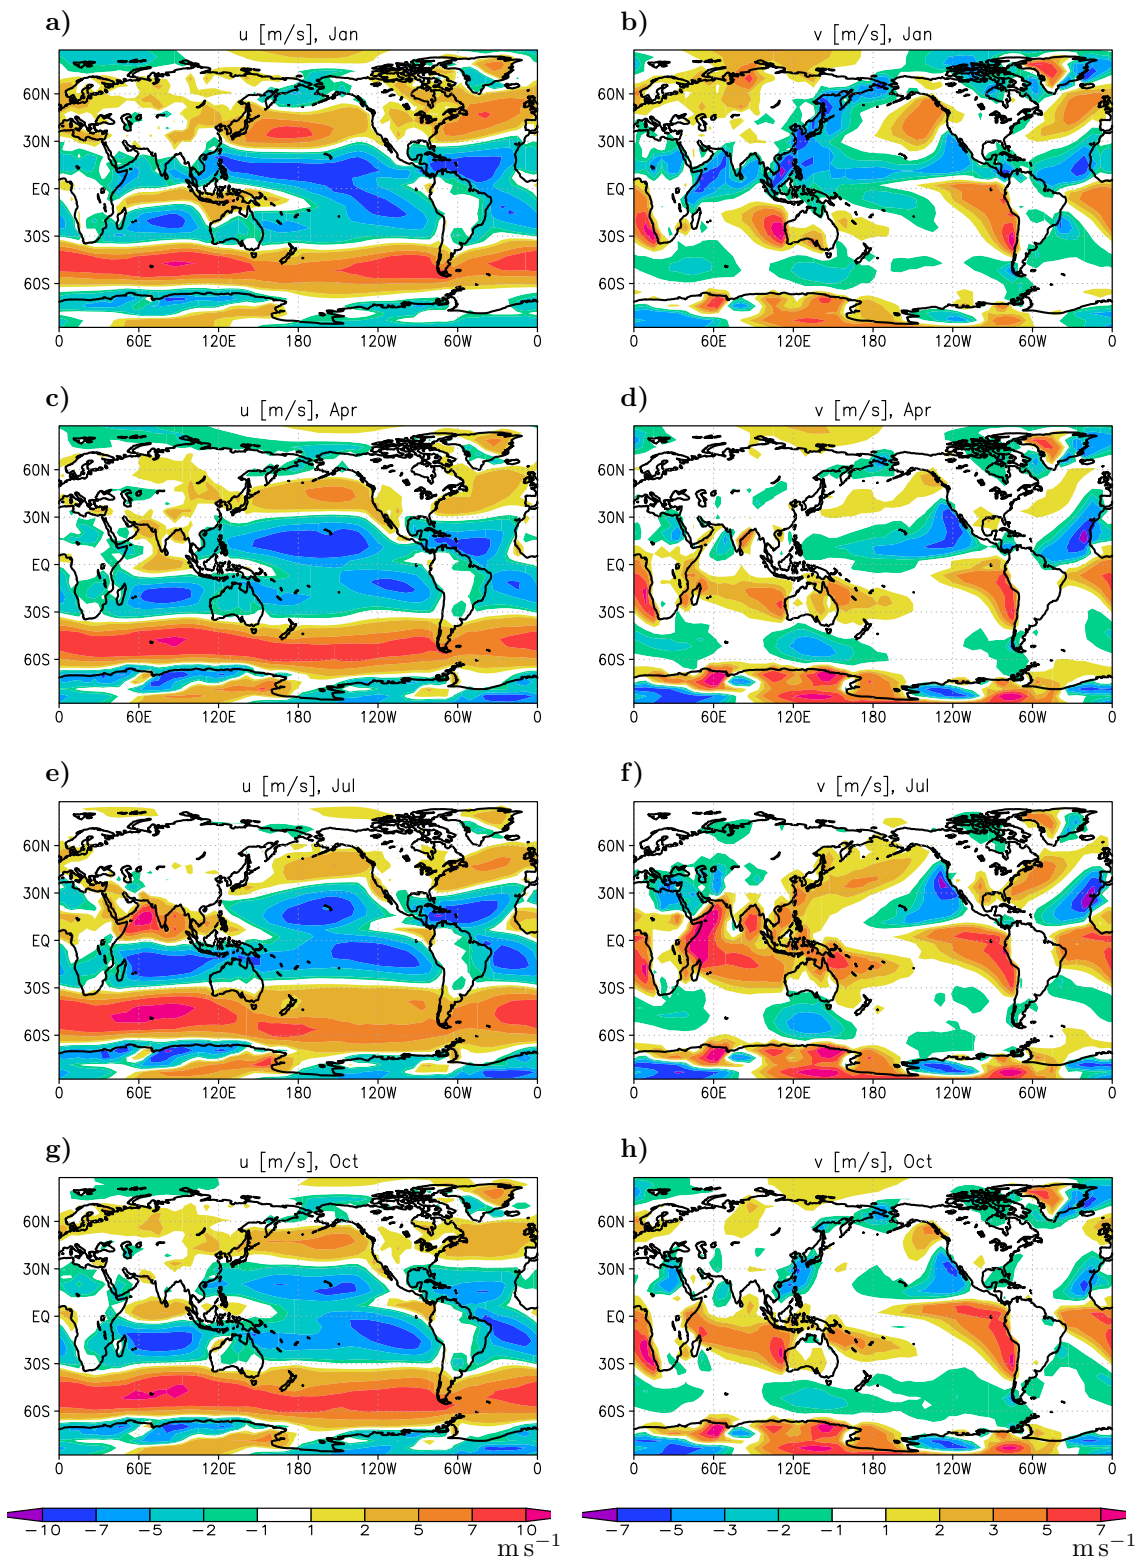 a) b)
u [m/s], Jan v [m/s], Jan
60N 60N
30N 30N
EQ EQ
30S 30S
60S 60S
0 60E 120E 180 120W 60W 0 0 60E 120E 180 120W 60W 0
c) d)
u [m/s], Apr v [m/s], Apr
60N 60N
30N 30N
EQ EQ
30S 30S
60S 60S
0 60E 120E 180 120W 60W 0 0 60E 120E 180 120W 60W 0
e) f)
u [m/s], Jul v [m/s], Jul
60N 60N
30N 30N
EQ EQ
30S 30S
60S 60S
0 60E 120E 180 120W 60W 0 0 60E 120E 180 120W 60W 0
g) h)
u [m/s], Oct v [m/s], Oct
60N 60N
30N 30N
EQ EQ
30S 30S
60S 60S
0 60E 120E 180 120W 60W 0 0 60E 120E 180 120W 60W 0
−10 −7 −5 −2 −1 1 2 5 7 10 −7 −5 −3 −2 −1 1 2 3 5 7
m s⁻¹ m s⁻¹